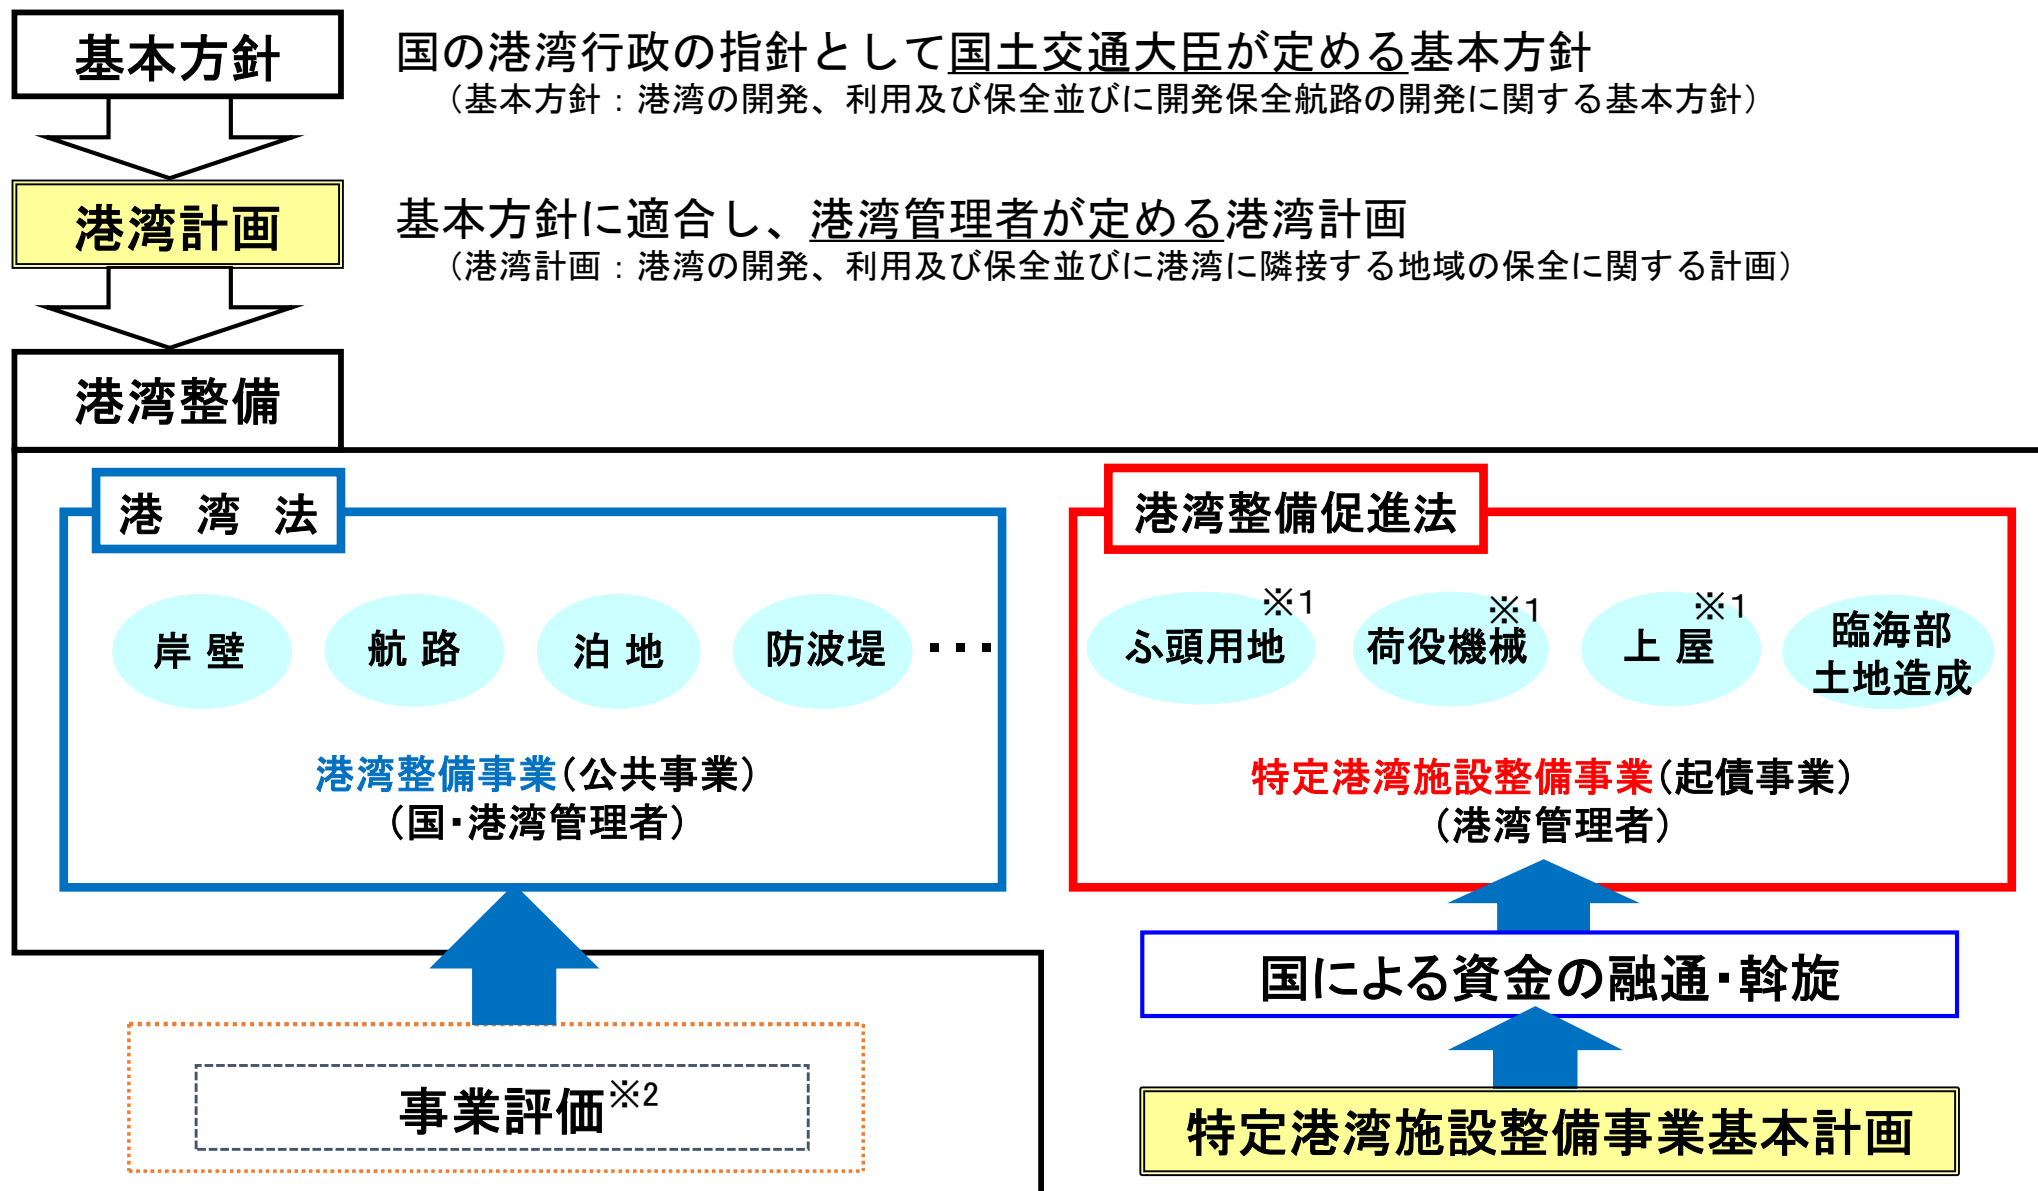 基本方針
国の港湾行政の指針として国土交通大臣が定める基本方針
（基本方針：港湾の開発、利用及び保全並びに開発保全航路の開発に関する基本方針）
港湾計画
基本方針に適合し、港湾管理者が定める港湾計画
（港湾計画：港湾の開発、利用及び保全並びに港湾に隣接する地域の保全に関する計画）
港湾整備
港 湾 法
岸 壁
航 路
泊 地
防波堤
・・・
港湾整備事業（公共事業）
（国・港湾管理者）
港湾整備促進法
ふ頭用地※1
荷役機械※1
上 屋※1
臨海部
土地造成
特定港湾施設整備事業（起債事業）
（港湾管理者）
国による資金の融通・斡旋
事業評価※2
特定港湾施設整備事業基本計画